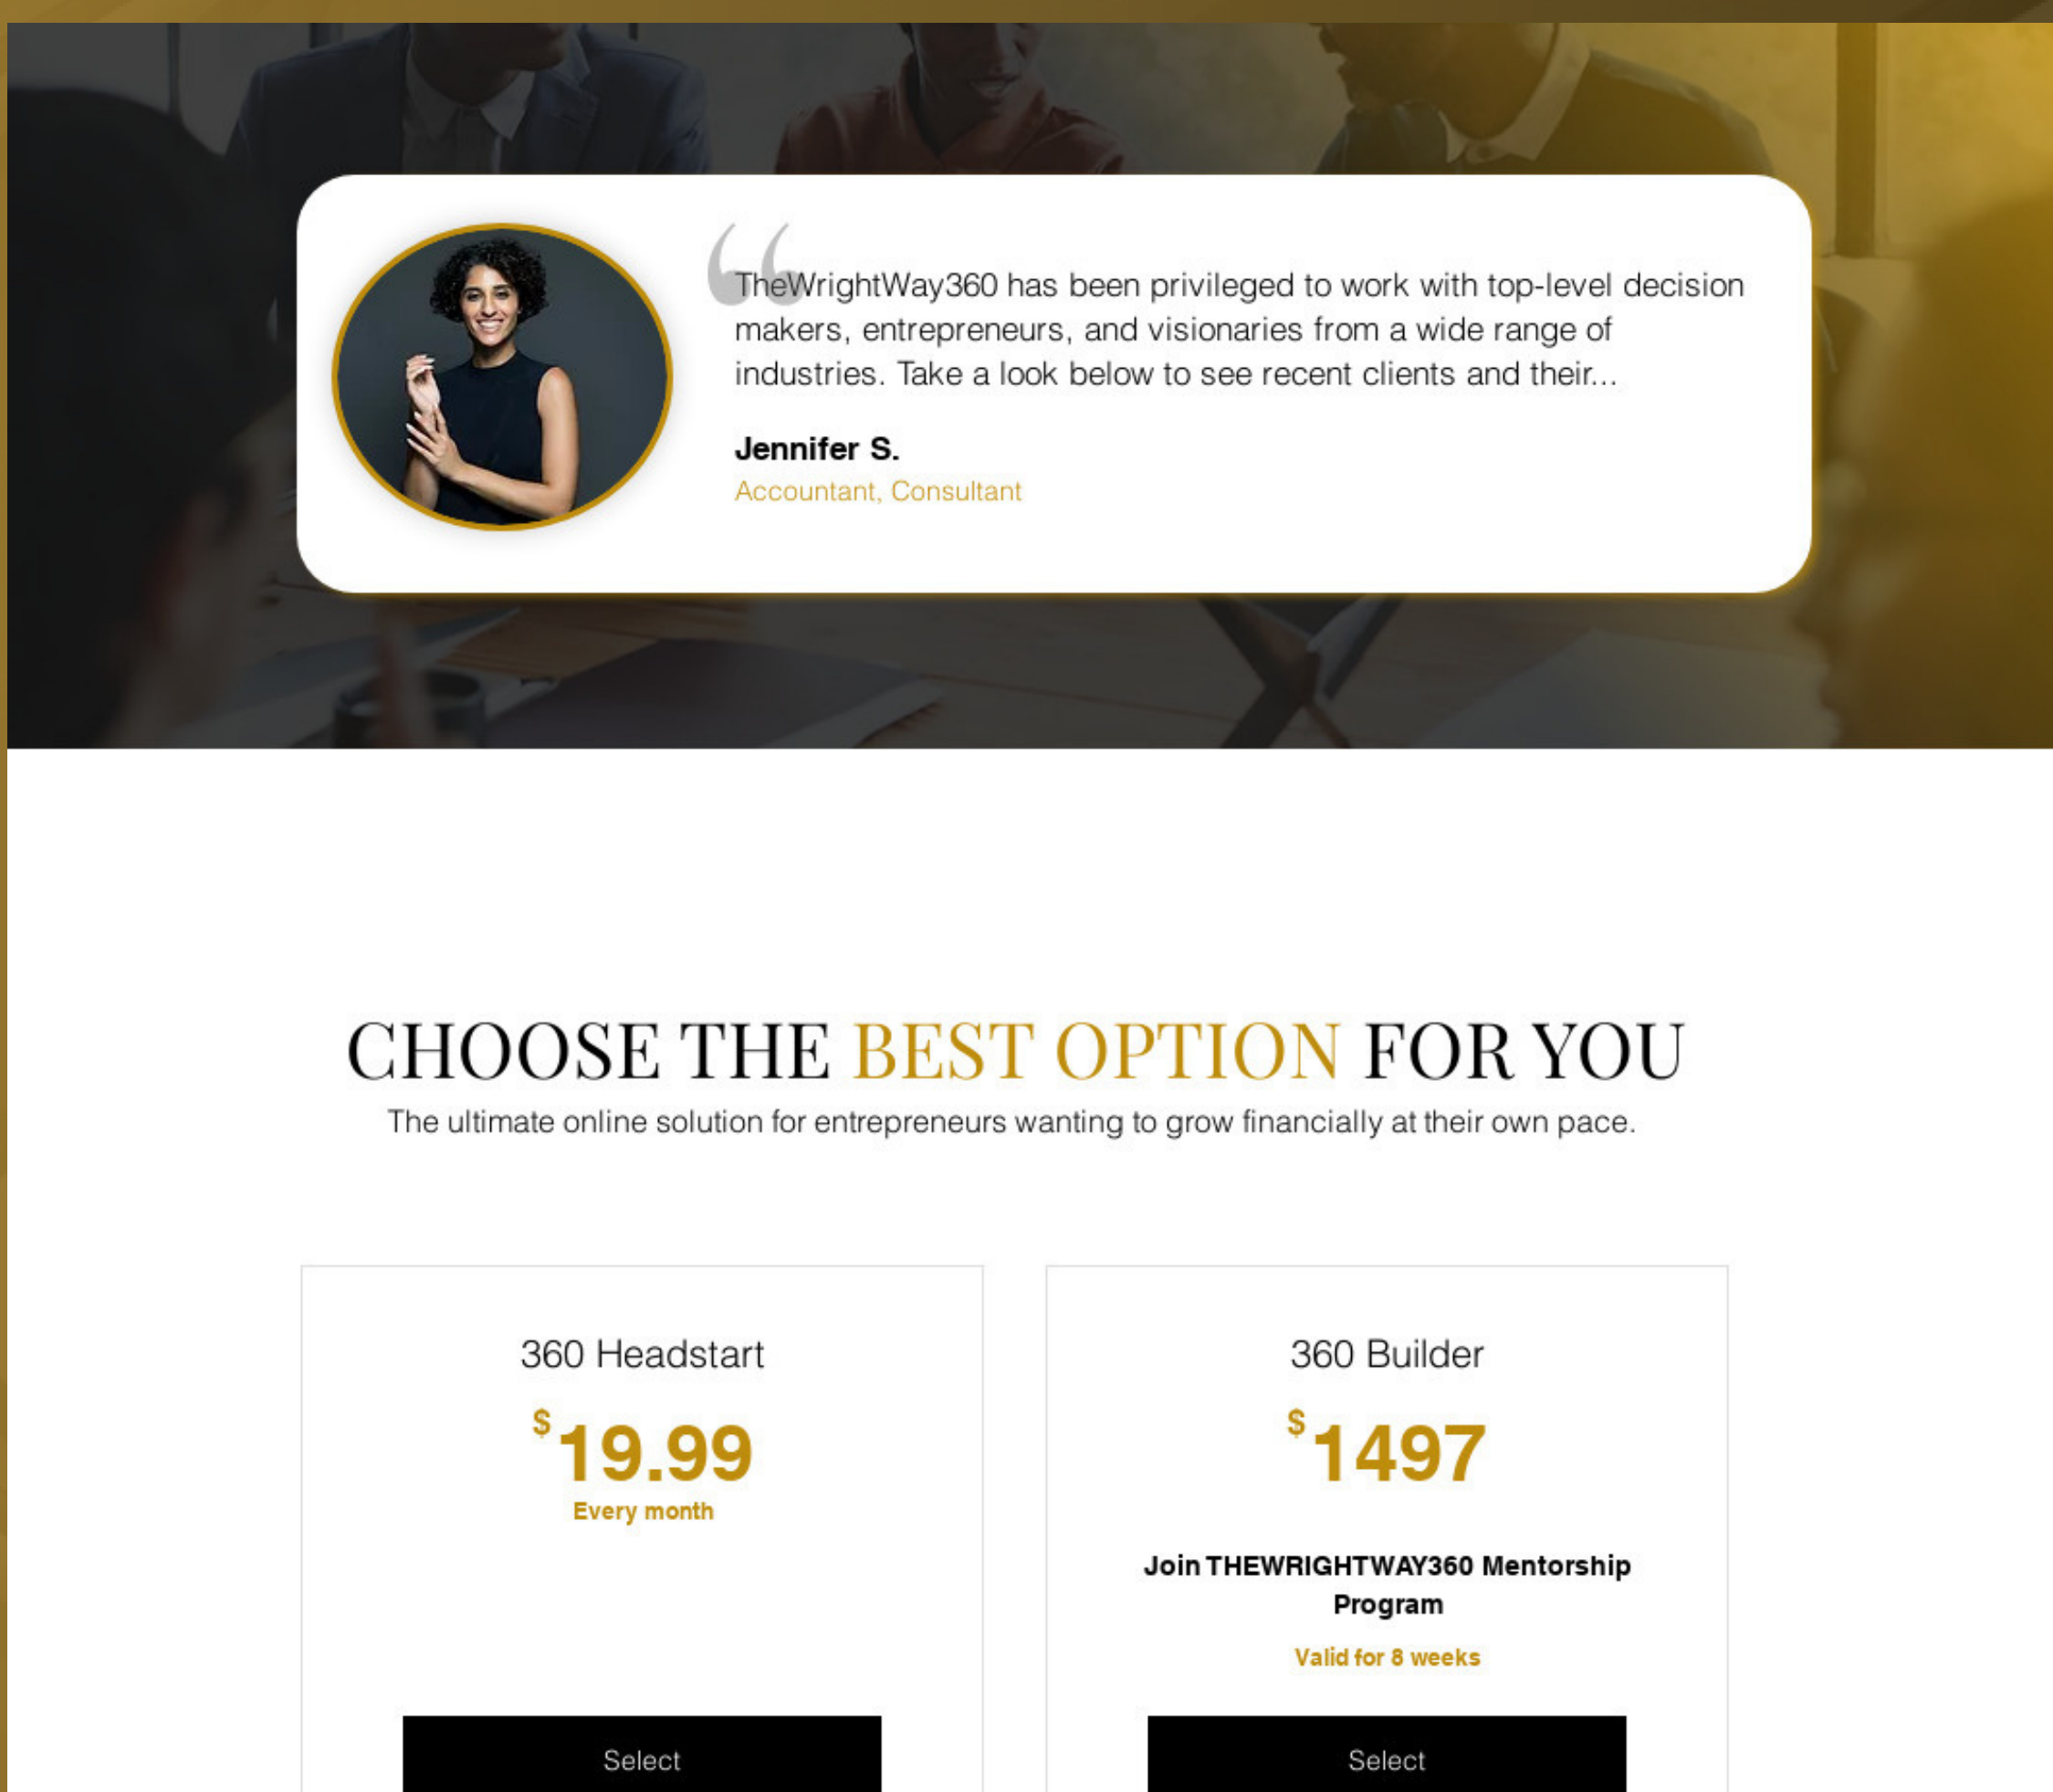 “
TheWrightWay360 has been privileged to work with top-level decision
makers, entrepreneurs, and visionaries from a wide range of
industries. Take a look below to see recent clients and their...
Jennifer S.
Accountant, Consultant
CHOOSE THE BEST OPTION FOR YOU
The ultimate online solution for entrepreneurs wanting to grow financially at their own pace.
360 Headstart
$19.99
Every month
Select
360 Builder
$1497
Join THEWRIGHTWAY360 Mentorship
Program
Valid for 8 weeks
Select